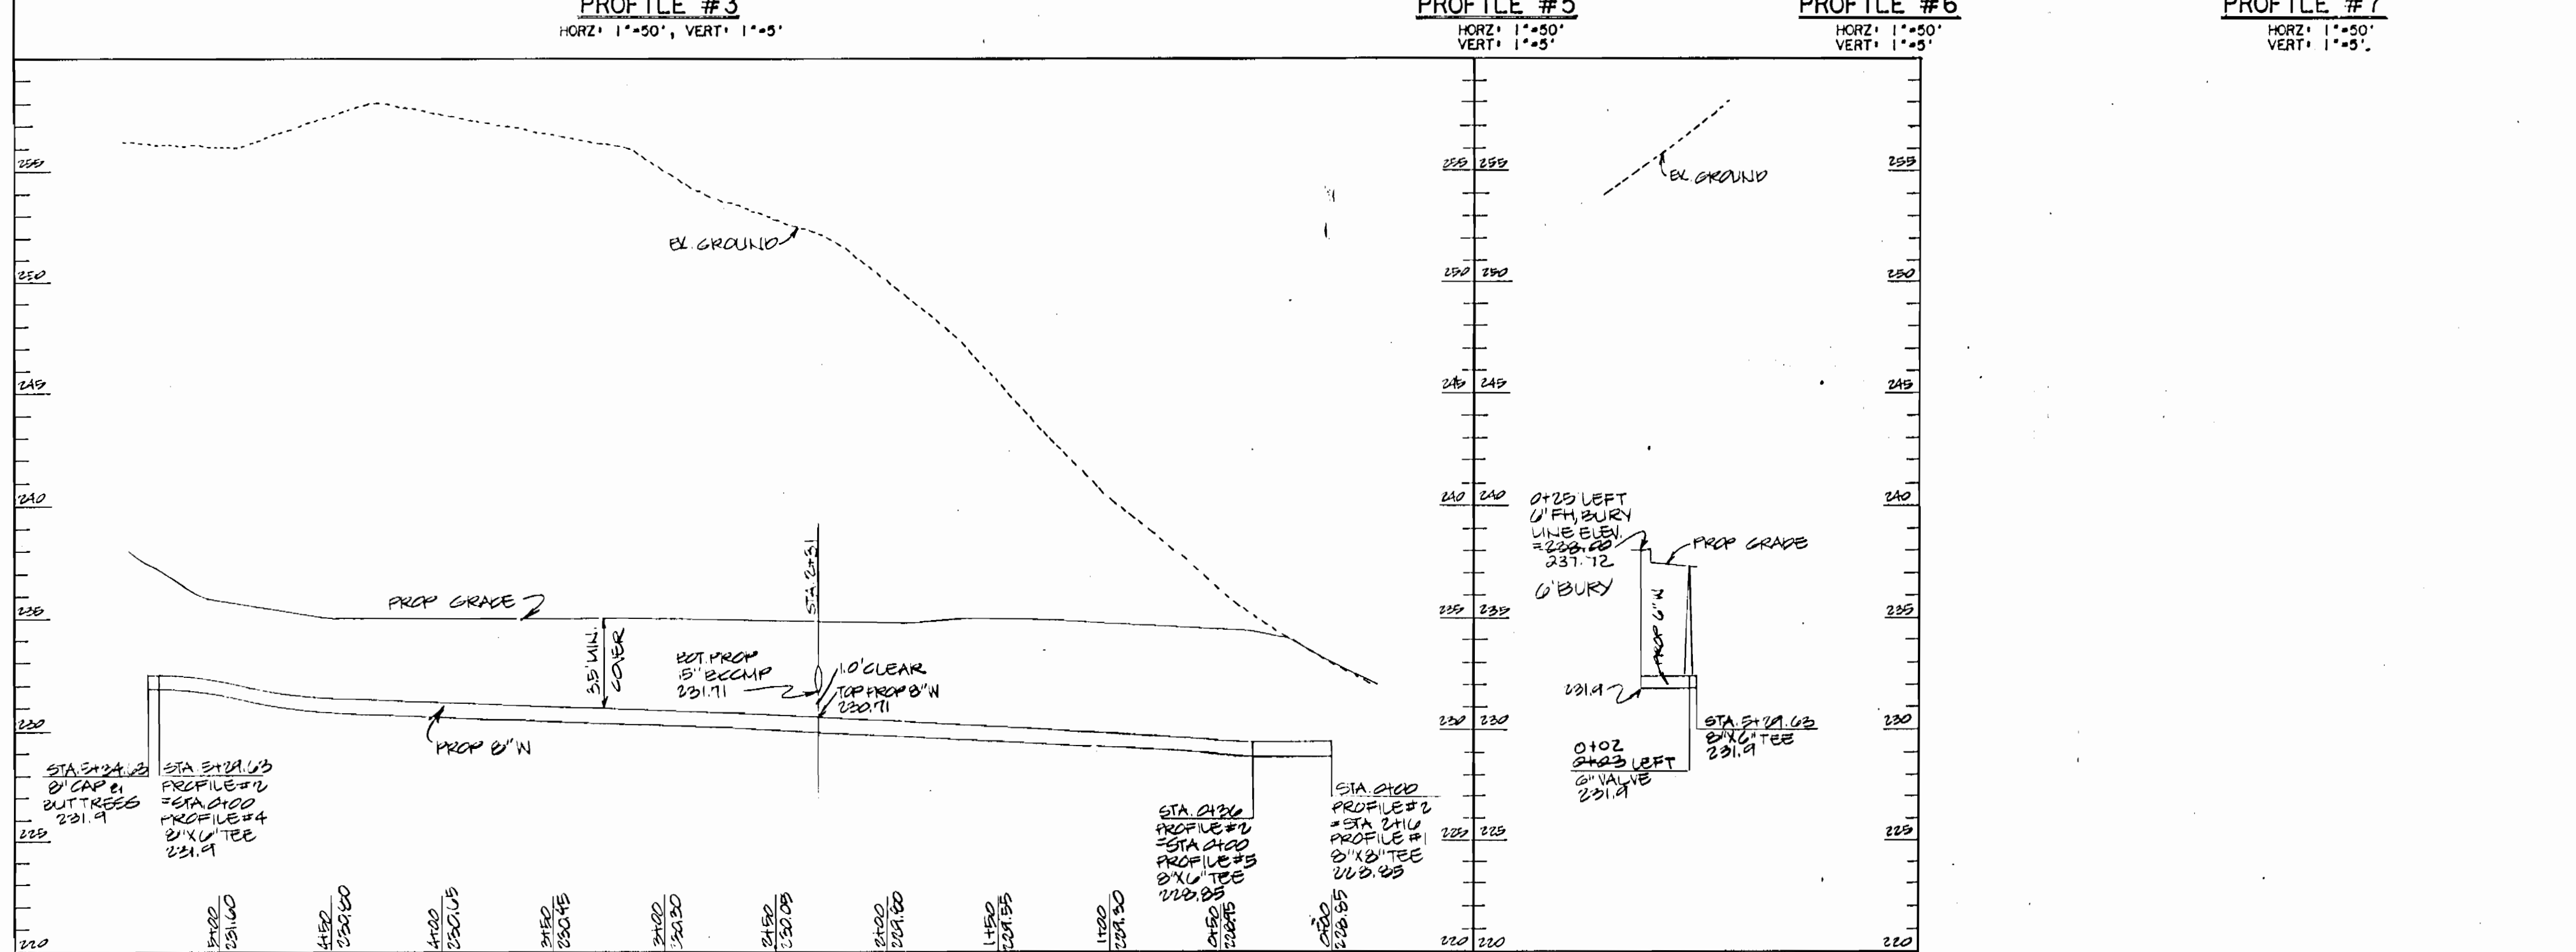 PROFILE #3
HORZ: 1"=50', VERT: 1"=5'
PROFILE #5
HORZ: 1"=50'
VERT: 1"=5'
PROFILE #6
HORZ: 1"=50'
VERT: 1"=5'
PROFILE #7
HORZ: 1"=50'
VERT: 1"=5'
255
250
245
240
235
230
225
220
EX. GROUND
PROP GRADE
3.5' MIN.
COVER
STA. 2+31
BOT. PROP
15" BCCMP
231.71
1.0' CLEAR
TOP PROP 8" W
230.71
PROP 8" W
STA. 5+34.63
8" CAP &
BUTTRESS
231.9
STA. 5+29.63
PROFILE #2
=STA. 0+00
PROFILE #4
8"X6" TEE
231.9
STA. 0+36
PROFILE #2
=STA 0+00
PROFILE #5
8"X6" TEE
228.85
STA. 0+00
PROFILE #2
=STA 2+16
PROFILE #1
8"X8" TEE
228.85
5+00
231.60
4+50
230.80
4+00
230.65
3+50
230.45
3+00
230.30
2+50
230.05
2+00
229.80
1+50
229.55
1+00
229.30
0+50
228.95
0+00
228.85
255 255
250 250
245 245
240 240
235 235
230 230
225 225
220 220
EX. GROUND
0+25 LEFT
6" FH, BURY
LINE ELEV.
=238.00
237.72
6' BURY
PROP GRADE
PROP 6" W
231.9
STA. 5+29.63
8"X6" TEE
231.9
0+02
0+03 LEFT
6" VALVE
231.9
255
250
245
240
235
230
225
220